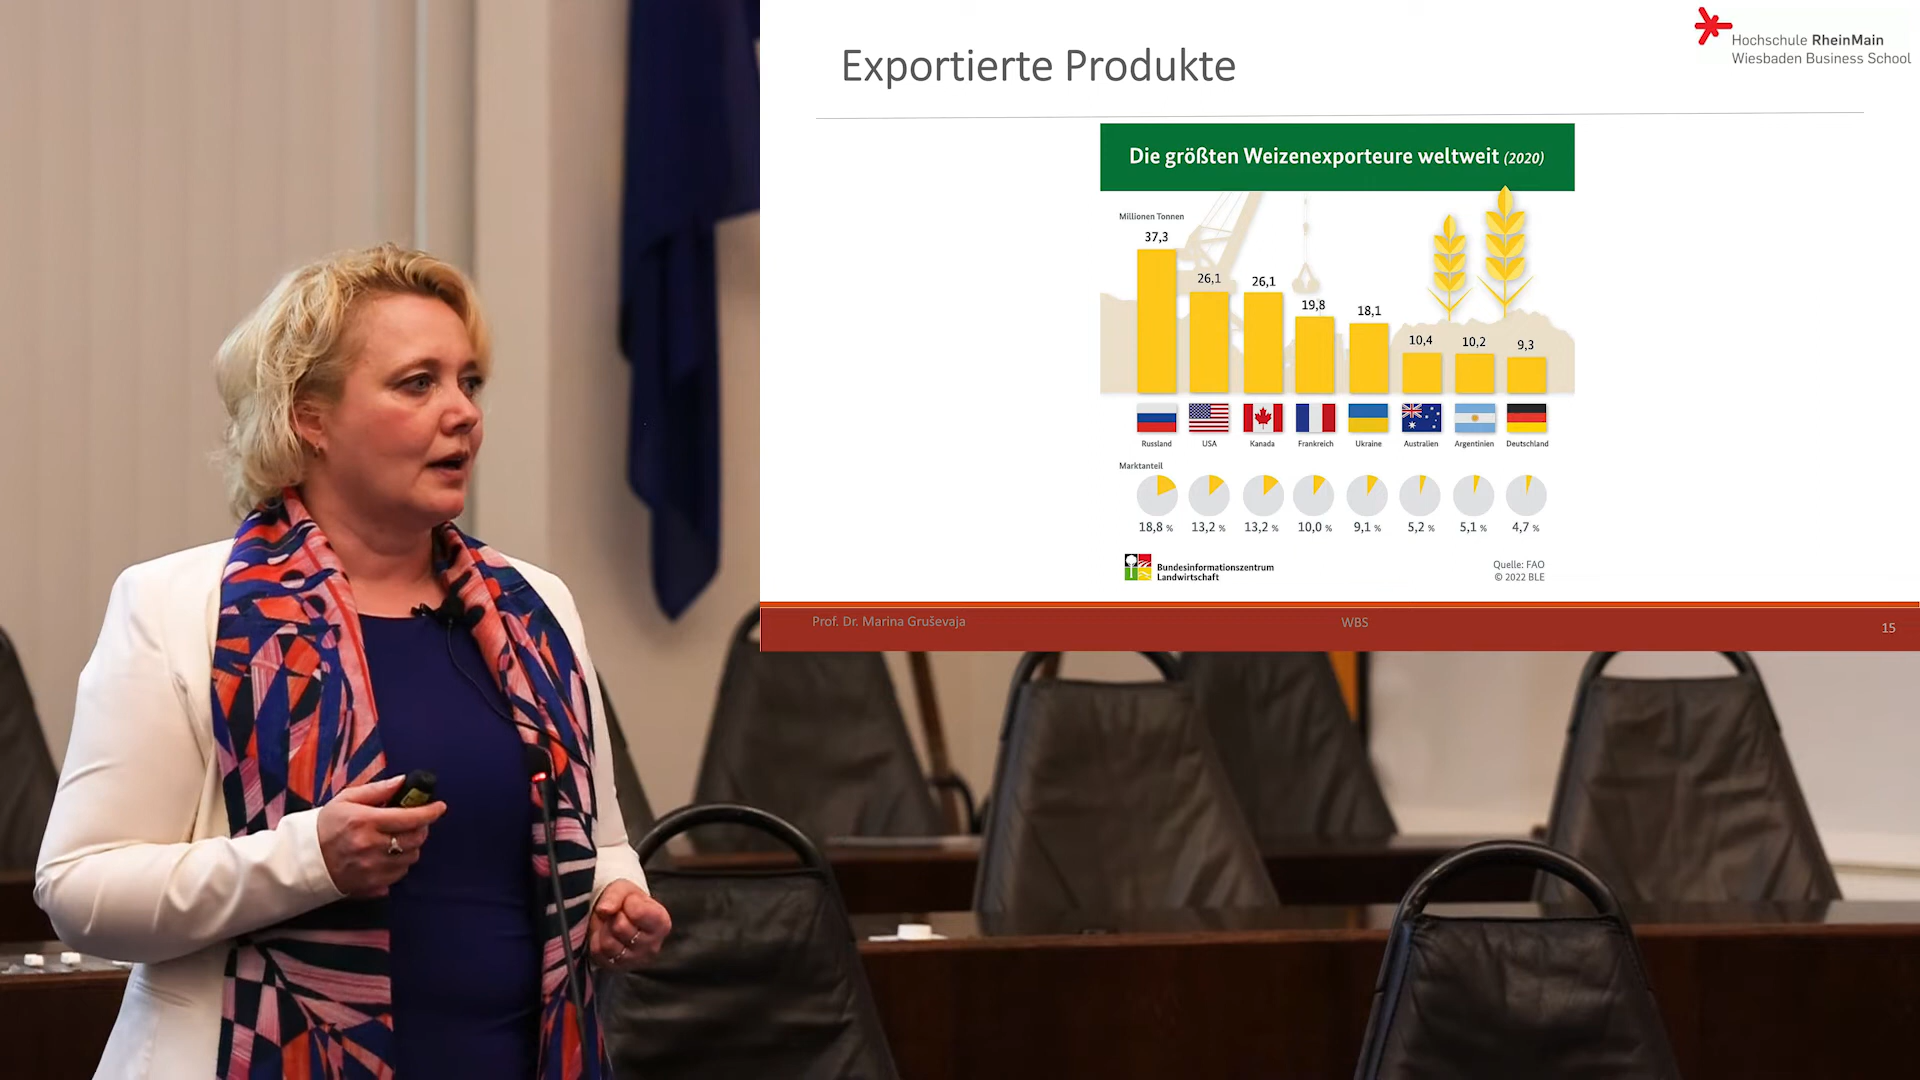 Exportierte Produkte
Hochschule RheinMain
Wiesbaden Business School
Die größten Weizenexporteure weltweit (2020)
Millionen Tonnen
37,3
26,1
26,1
19,8
18,1
10,4
10,2
9,3
Russland
USA
Kanada
Frankreich
Ukraine
Australien
Argentinien
Deutschland
Marktanteil
18,8 %
13,2 %
13,2 %
10,0 %
9,1 %
5,2 %
5,1 %
4,7 %
Bundesinformationszentrum
Landwirtschaft
Quelle: FAO
© 2022 BLE
Prof. Dr. Marina Gruševaja
WBS
15